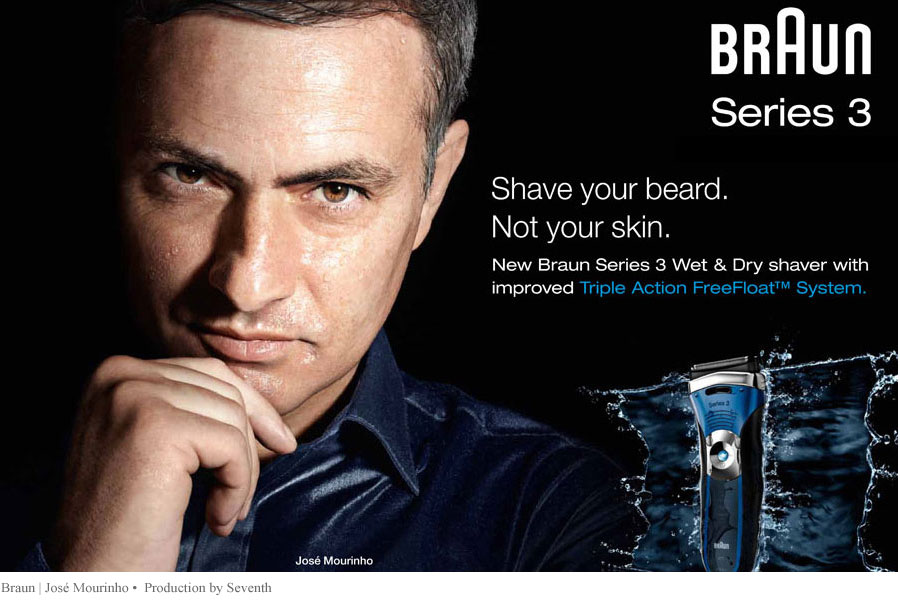 BRAUN
Series 3
Shave your beard.
Not your skin.
New Braun Series 3 Wet & Dry shaver with
improved Triple Action FreeFloat™ System.
Series 3
BRAUN
José Mourinho
Braun | José Mourinho • Production by Seventh